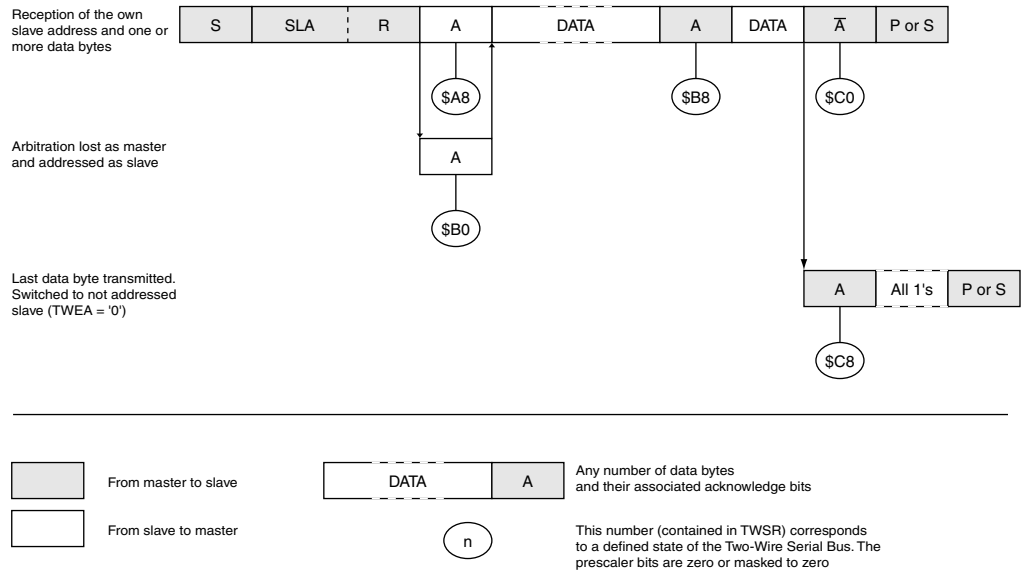 Reception of the own
slave address and one or
more data bytes
S SLA R A DATA A DATA A̅ P or S
$A8 $B8 $C0
Arbitration lost as master
and addressed as slave
A
$B0
Last data byte transmitted.
Switched to not addressed
slave (TWEA = '0')
A All 1's P or S
$C8
From master to slave
DATA A
Any number of data bytes
and their associated acknowledge bits
From slave to master
n
This number (contained in TWSR) corresponds
to a defined state of the Two-Wire Serial Bus. The
prescaler bits are zero or masked to zero